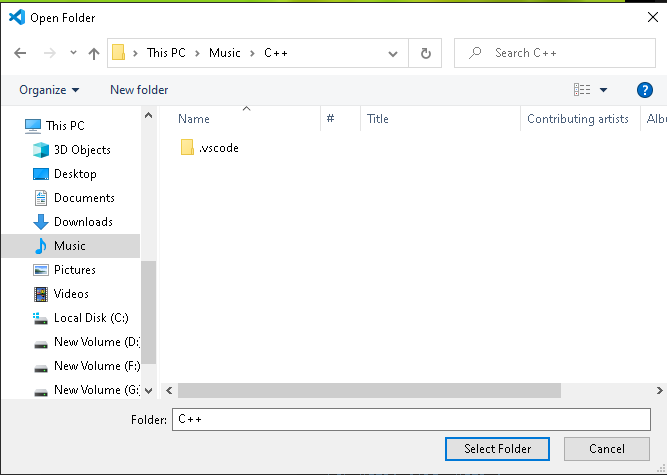 Open Folder
This PC Music C++
Search C++
Organize New folder
?
This PC
3D Objects
Desktop
Documents
Downloads
Music
Pictures
Videos
Local Disk (C:)
New Volume (D:
New Volume (F:)
New Volume (G:
Name # Title Contributing artists Alb
.vscode
Folder: C++
Select Folder Cancel